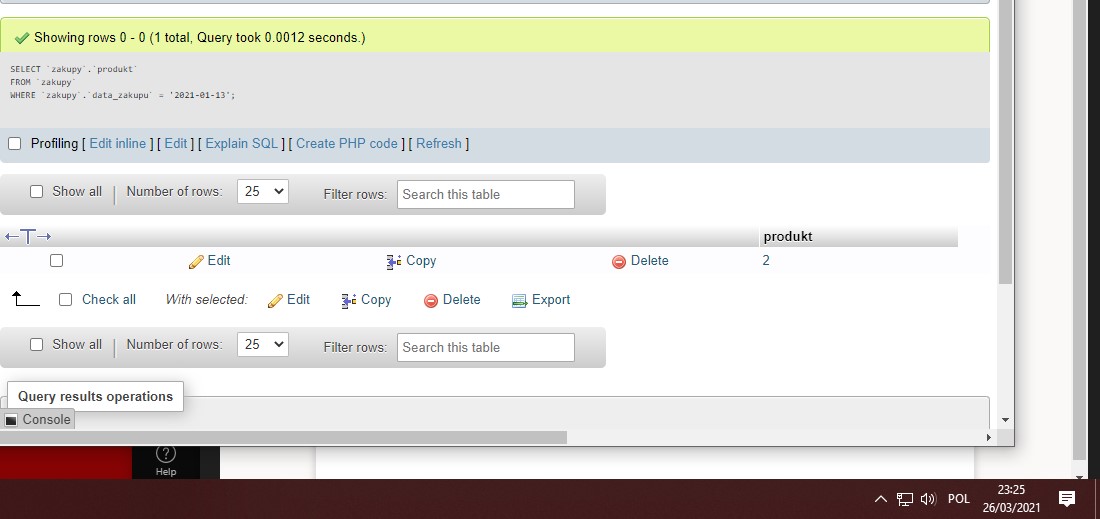 Showing rows 0 - 0 (1 total, Query took 0.0012 seconds.)
SELECT `zakupy`.`produkt`
FROM `zakupy`
WHERE `zakupy`.`data_zakupu` = '2021-01-13';
Profiling [ Edit inline ] [ Edit ] [ Explain SQL ] [ Create PHP code ] [ Refresh ]
Show all | Number of rows: 25 Filter rows: Search this table
←T→ produkt
Edit Copy Delete 2
Check all With selected: Edit Copy Delete Export
Show all | Number of rows: 25 Filter rows: Search this table
Query results operations
Console
Help
POL 23:25
26/03/2021